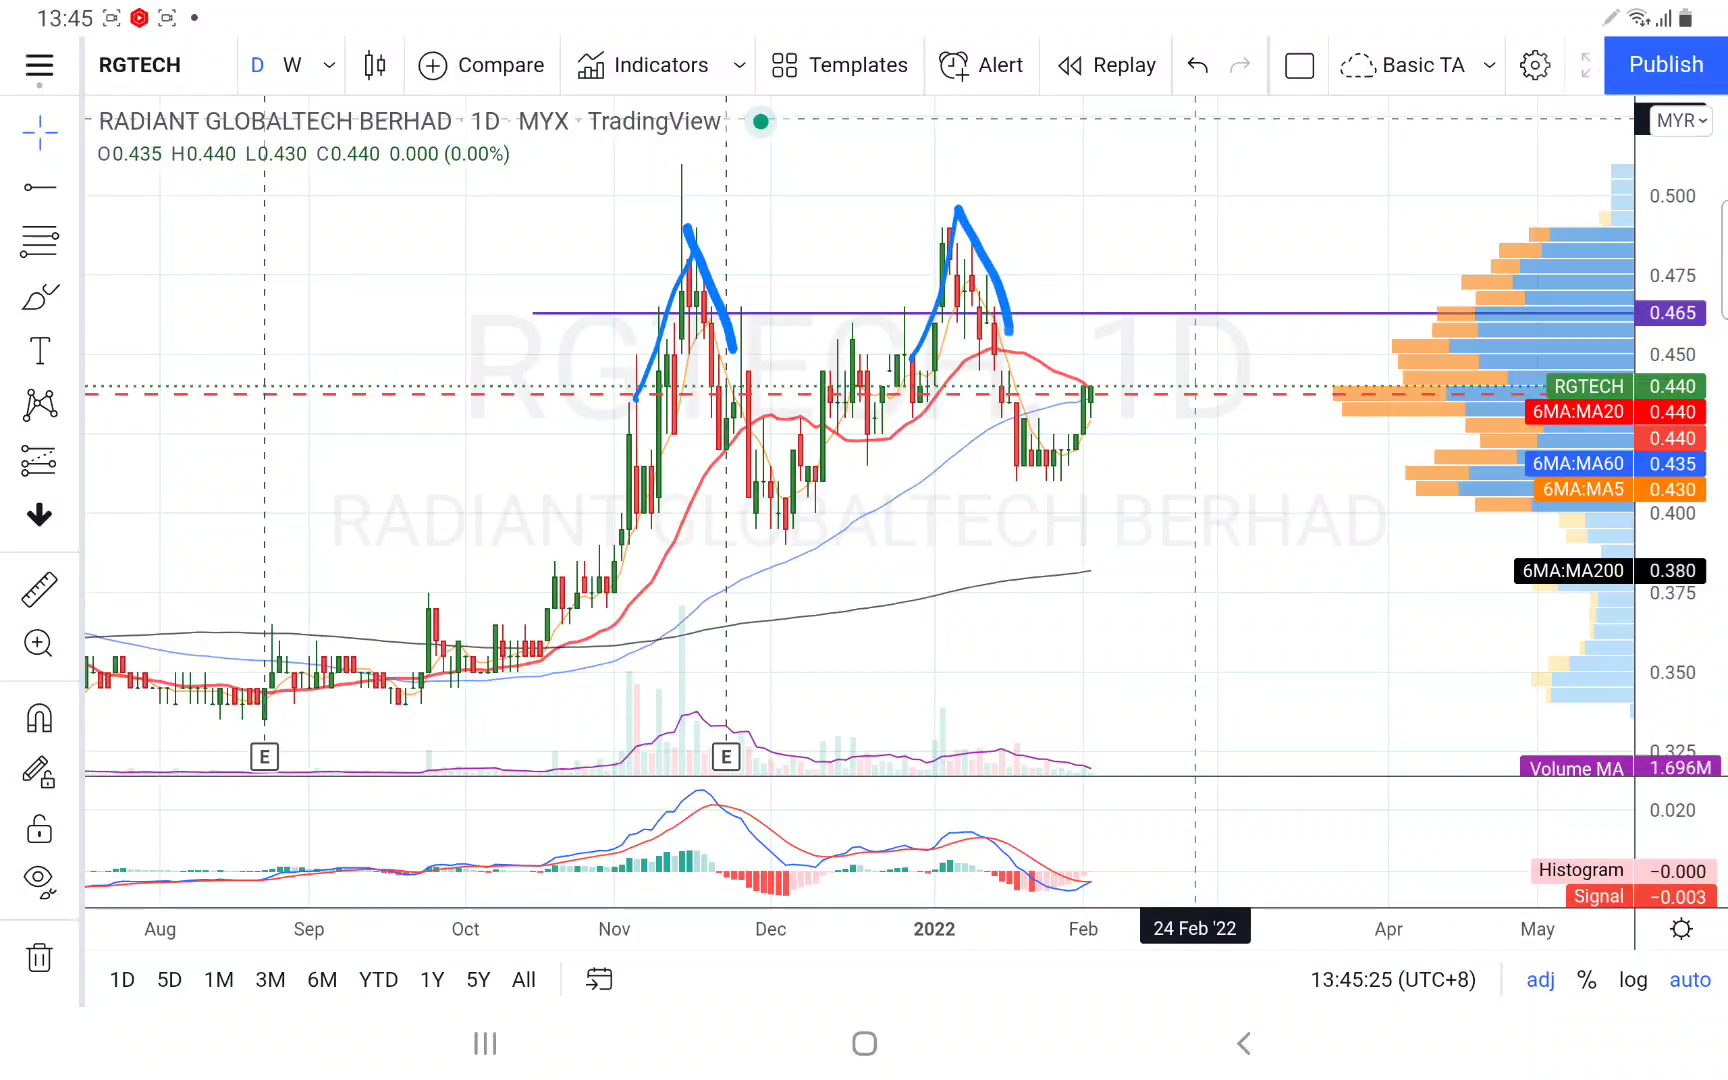 13:45
RGTECH D W Compare Indicators Templates Alert Replay Basic TA Publish
RADIANT GLOBALTECH BERHAD · 1D · MYX · TradingView
MYR
O0.435 H0.440 L0.430 C0.440 0.000 (0.00%)
0.500
0.475
0.465
RGTECH, 1D
0.450
RGTECH 0.440
6MA:MA20 0.440
0.440
6MA:MA60 0.435
6MA:MA5 0.430
RADIANT GLOBALTECH BERHAD
0.400
6MA:MA200 0.380
0.375
0.350
0.325
E E
Volume MA 1.696M
0.020
Histogram −0.000
Signal −0.003
Aug Sep Oct Nov Dec 2022 Feb 24 Feb '22 Apr May
1D 5D 1M 3M 6M YTD 1Y 5Y All 13:45:25 (UTC+8) adj % log auto